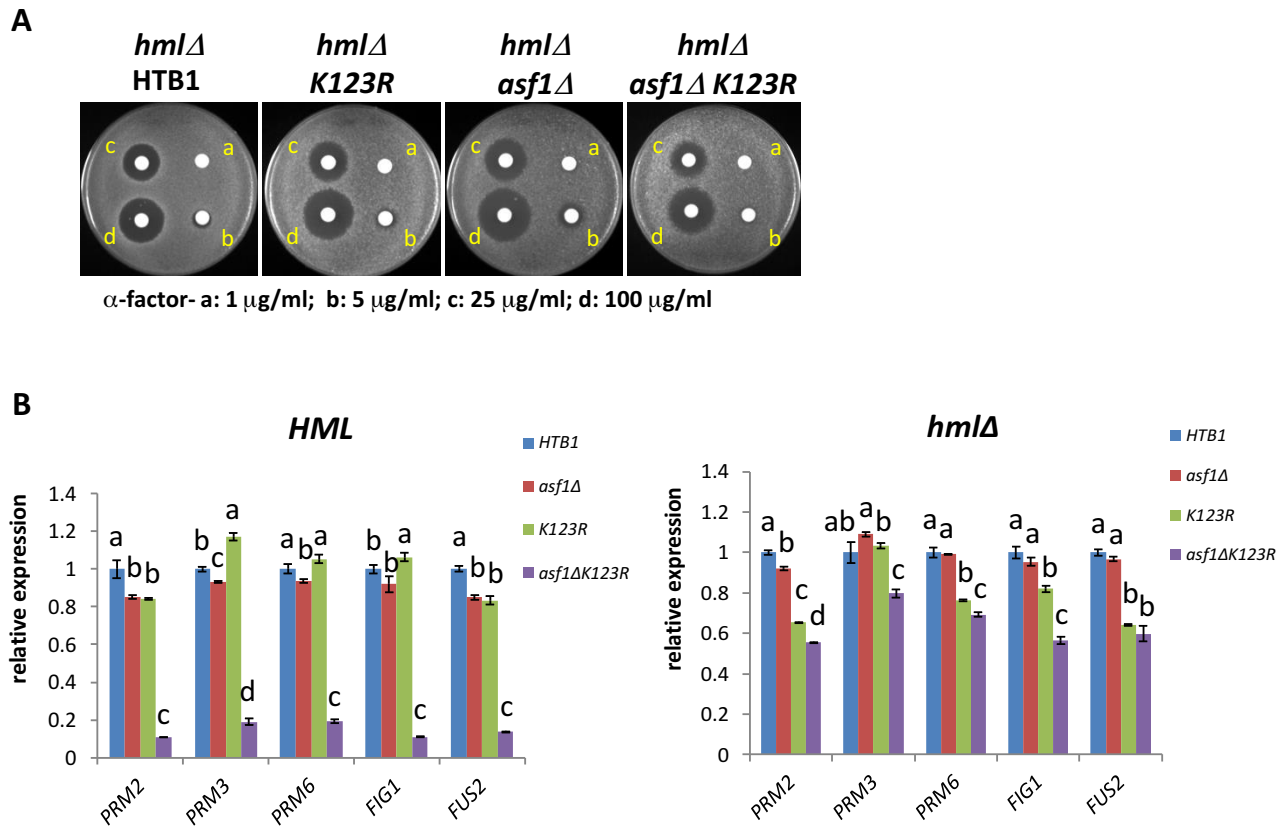 A
hmlΔ hmlΔ hmlΔ hmlΔ
HTB1 K123R asf1Δ asf1Δ K123R
c a c a c a c a
d b d b d b d b
α-factor- a: 1 μg/ml; b: 5 μg/ml; c: 25 μg/ml; d: 100 μg/ml
B
HML
relative expression
1.4
1.2
1
0.8
0.6
0.4
0.2
0
a b b c
b c a d
a b a c
b b a c
a b b c
PRM2 PRM3 PRM6 FIG1 FUS2
HTB1
asf1Δ
K123R
asf1ΔK123R
hmlΔ
relative expression
1.4
1.2
1
0.8
0.6
0.4
0.2
0
a b c d
ab a b c
a a b c
a a b c
a a b b
PRM2 PRM3 PRM6 FIG1 FUS2
HTB1
asf1Δ
K123R
asf1ΔK123R